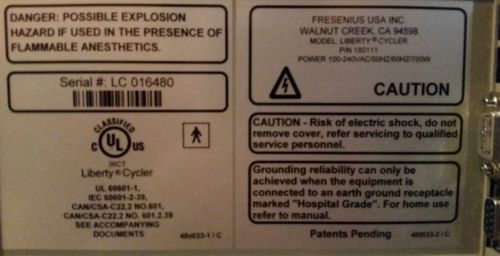 DANGER: POSSIBLE EXPLOSION
HAZARD IF USED IN THE PRESENCE OF
FLAMMABLE ANESTHETICS.
Serial #: LC 016480
CLASSIFIED
C UL US
36CT
Liberty® Cycler
UL 60601-1,
IEC 60601-2-39,
CAN/CSA-C22.2 NO.601,
CAN/CSA-C22.2 NO. 601.2.39
SEE ACCOMPANYING
DOCUMENTS
480033-1 / C
FRESENIUS USA INC.
WALNUT CREEK, CA 94598
MODEL: LIBERTY® CYCLER
P/N 180111
POWER 100-240VAC/50HZ/60HZ/700W
CAUTION
CAUTION - Risk of electric shock, do not
remove cover, refer servicing to qualified
service personnel.
Grounding reliability can only be
achieved when the equipment is
connected to an earth ground receptacle
marked "Hospital Grade". For home use
refer to manual.
Patents Pending
480033-2 / C